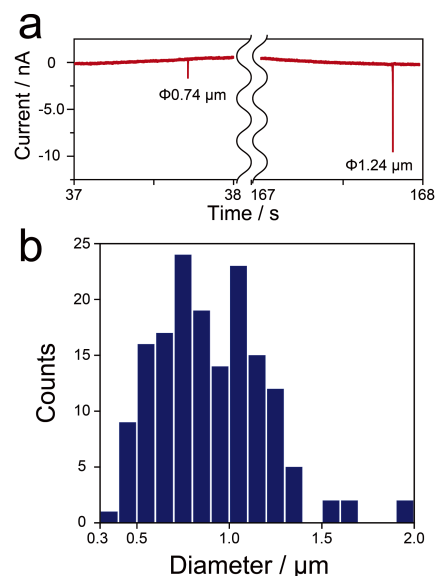 a
Current / nA
0
-5.0
-10
Φ0.74 μm
Φ1.24 μm
37
38
167
168
Time / s
b
Counts
25
20
15
10
5
0
0.3
0.5
1.0
1.5
2.0
Diameter / μm